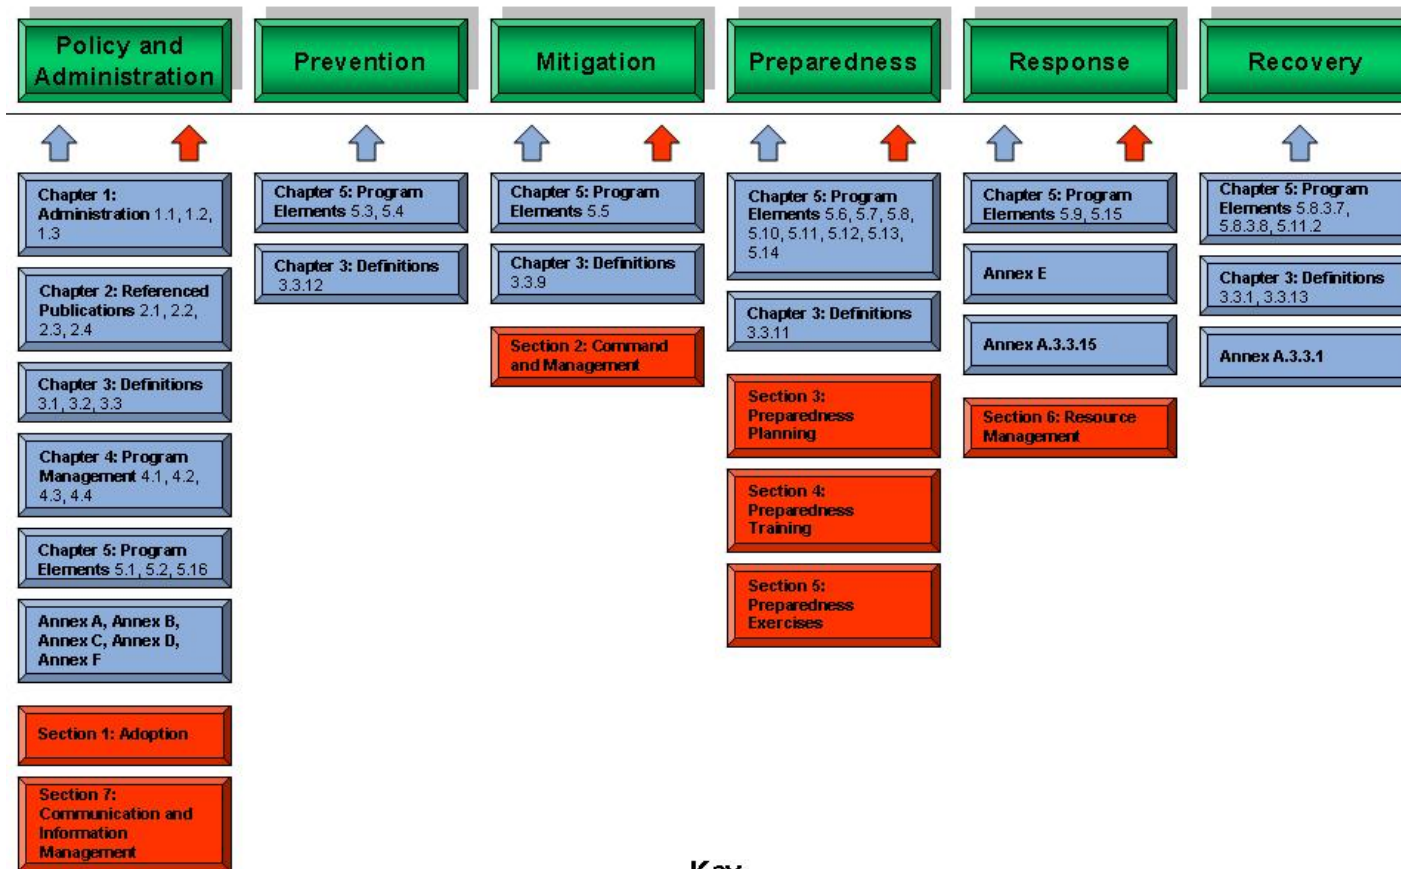 Policy and
Administration
Prevention
Mitigation
Preparedness
Response
Recovery
Chapter 1:
Administration 1.1, 1.2,
1.3
Chapter 2: Referenced
Publications 2.1, 2.2,
2.3, 2.4
Chapter 3: Definitions
3.1, 3.2, 3.3
Chapter 4: Program
Management 4.1, 4.2,
4.3, 4.4
Chapter 5: Program
Elements 5.1, 5.2, 5.16
Annex A, Annex B,
Annex C, Annex D,
Annex F
Section 1: Adoption
Section 7:
Communication and
Information
Management
Chapter 5: Program
Elements 5.3, 5.4
Chapter 3: Definitions
3.3.12
Chapter 5: Program
Elements 5.5
Chapter 3: Definitions
3.3.9
Section 2: Command
and Management
Chapter 5: Program
Elements 5.6, 5.7, 5.8,
5.10, 5.11, 5.12, 5.13,
5.14
Chapter 3: Definitions
3.3.11
Section 3:
Preparedness
Planning
Section 4:
Preparedness
Training
Section 5:
Preparedness
Exercises
Chapter 5: Program
Elements 5.9, 5.15
Annex E
Annex A.3.3.15
Section 6: Resource
Management
Chapter 5: Program
Elements 5.8.3.7,
5.8.3.8, 5.11.2
Chapter 3: Definitions
3.3.1, 3.3.13
Annex A.3.3.1
Key